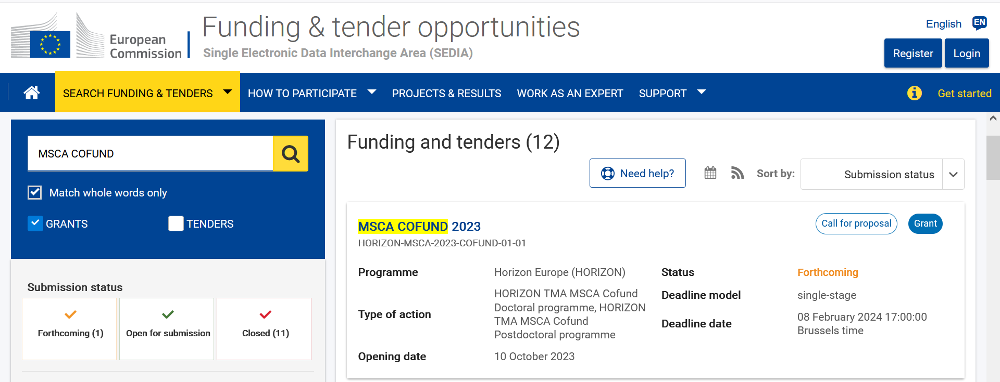 European
Commission
Funding & tender opportunities
Single Electronic Data Interchange Area (SEDIA)
English EN
Register Login
SEARCH FUNDING & TENDERS HOW TO PARTICIPATE PROJECTS & RESULTS WORK AS AN EXPERT SUPPORT Get started
MSCA COFUND
Match whole words only
GRANTS TENDERS
Submission status
Forthcoming (1) Open for submission Closed (11)
Funding and tenders (12)
Need help? Sort by: Submission status
MSCA COFUND 2023 Call for proposal Grant
HORIZON-MSCA-2023-COFUND-01-01
Programme Horizon Europe (HORIZON)
Type of action HORIZON TMA MSCA Cofund
Doctoral programme, HORIZON
TMA MSCA Cofund
Postdoctoral programme
Opening date 10 October 2023
Status Forthcoming
Deadline model single-stage
Deadline date 08 February 2024 17:00:00
Brussels time